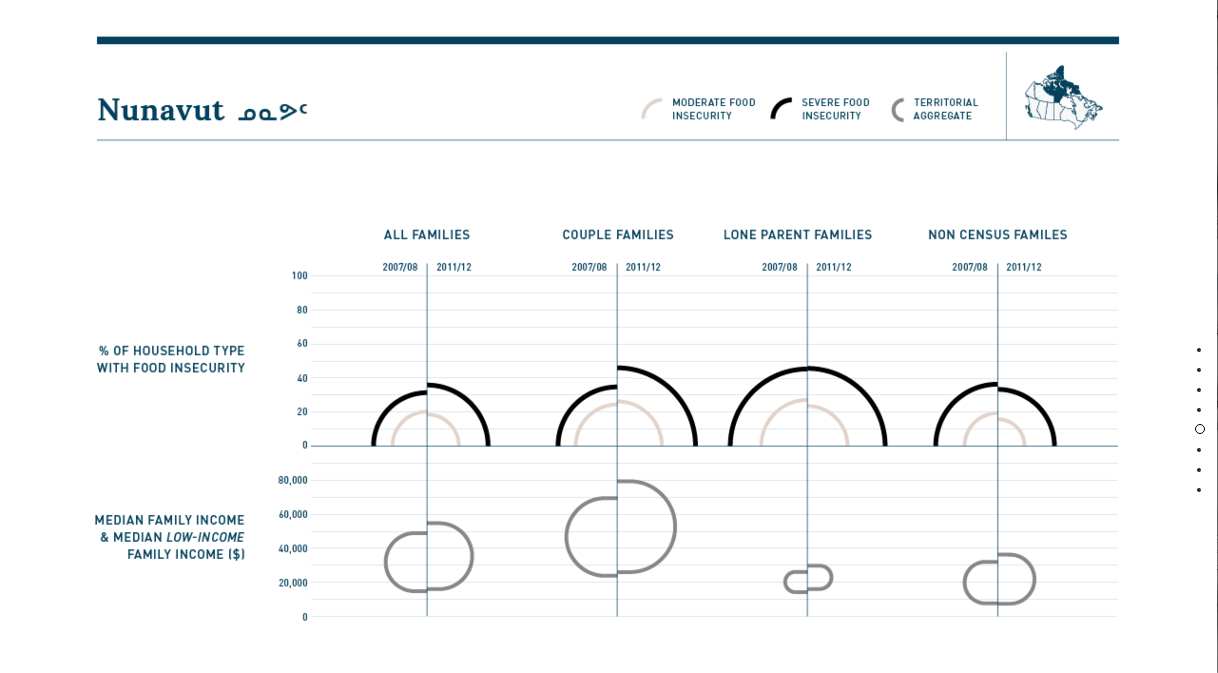 Nunavut ᓄᓇᕗᑦ
MODERATE FOOD
INSECURITY
SEVERE FOOD
INSECURITY
TERRITORIAL
AGGREGATE
ALL FAMILIES
COUPLE FAMILIES
LONE PARENT FAMILIES
NON CENSUS FAMILES
2007/08 2011/12
2007/08 2011/12
2007/08 2011/12
2007/08 2011/12
% OF HOUSEHOLD TYPE
WITH FOOD INSECURITY
100
80
60
40
20
0
MEDIAN FAMILY INCOME
& MEDIAN LOW-INCOME
FAMILY INCOME ($)
80,000
60,000
40,000
20,000
0